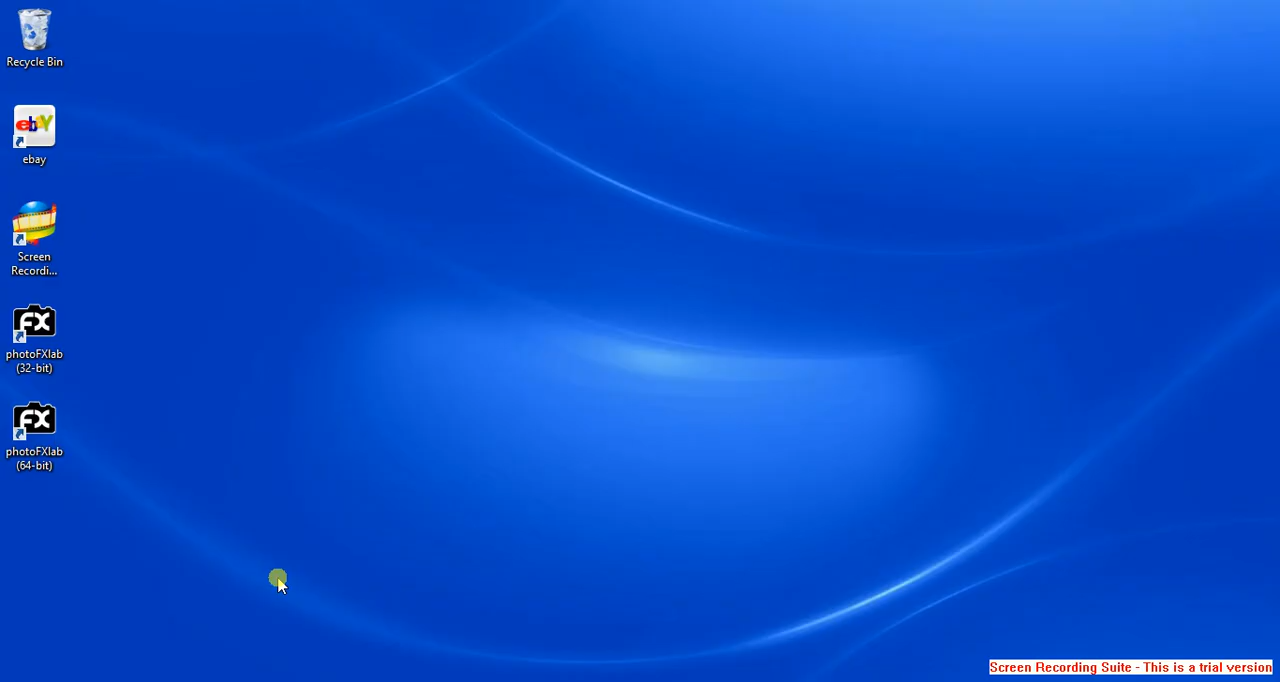 Recycle Bin
ebay
ebay
Screen
Recordi...
FX
photoFXlab
(32-bit)
FX
photoFXlab
(64-bit)
Screen Recording Suite - This is a trial version